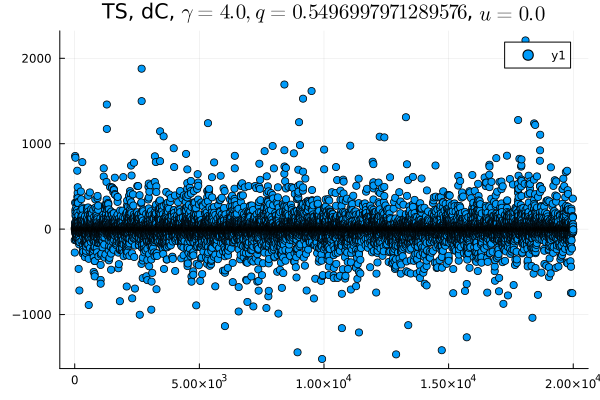 TS, dC, γ = 4.0, q = 0.5496997971289576, u = 0.0
2000
y1
1000
0
−1000
0 5.00×10³ 1.00×10⁴ 1.50×10⁴ 2.00×10⁴